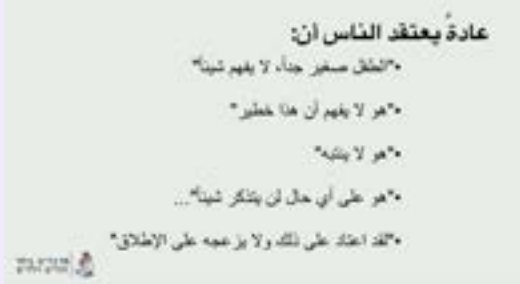 عادةً يعتقد الناس ان:
•"الطفل صغير جداً، لا يفهم شيئاً"
•"هو لا يفهم أن هذا خطير"
•"هو لا ينتبه"
•"هو على أي حال لن يتذكر شيئاً"...
•"لقد اعتاد على ذلك ولا يزعجه على الإطلاق"